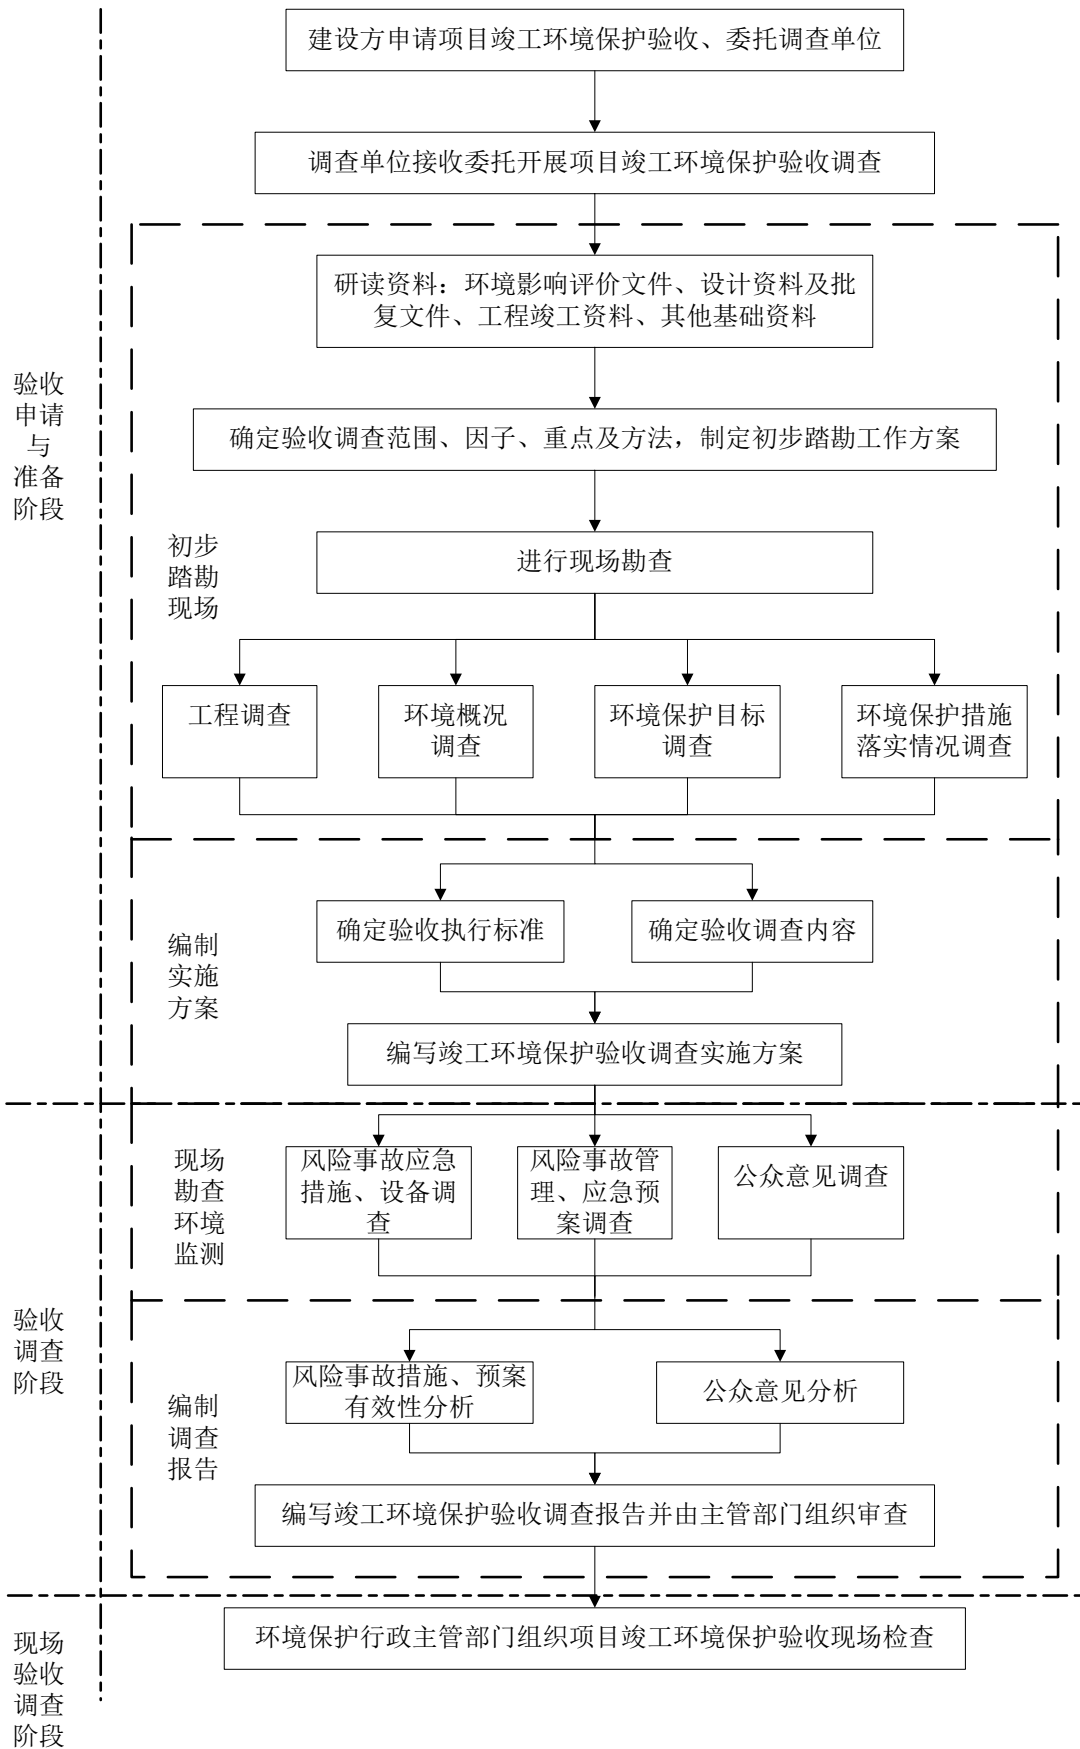 建设方申请项目竣工环境保护验收、委托调查单位
调查单位接收委托开展项目竣工环境保护验收调查
研读资料：环境影响评价文件、设计资料及批
复文件、工程竣工资料、其他基础资料
验收
申请
与
准备
阶段
确定验收调查范围、因子、重点及方法，制定初步踏勘工作方案
初步
踏勘
现场
进行现场勘查
工程调查
环境概况
调查
环境保护目标
调查
环境保护措施
落实情况调查
编制
实施
方案
确定验收执行标准
确定验收调查内容
编写竣工环境保护验收调查实施方案
现场
勘查
环境
监测
风险事故应急
措施、设备调
查
风险事故管
理、应急预
案调查
公众意见调查
验收
调查
阶段
编制
调查
报告
风险事故措施、预案
有效性分析
公众意见分析
编写竣工环境保护验收调查报告并由主管部门组织审查
现场
验收
调查
阶段
环境保护行政主管部门组织项目竣工环境保护验收现场检查